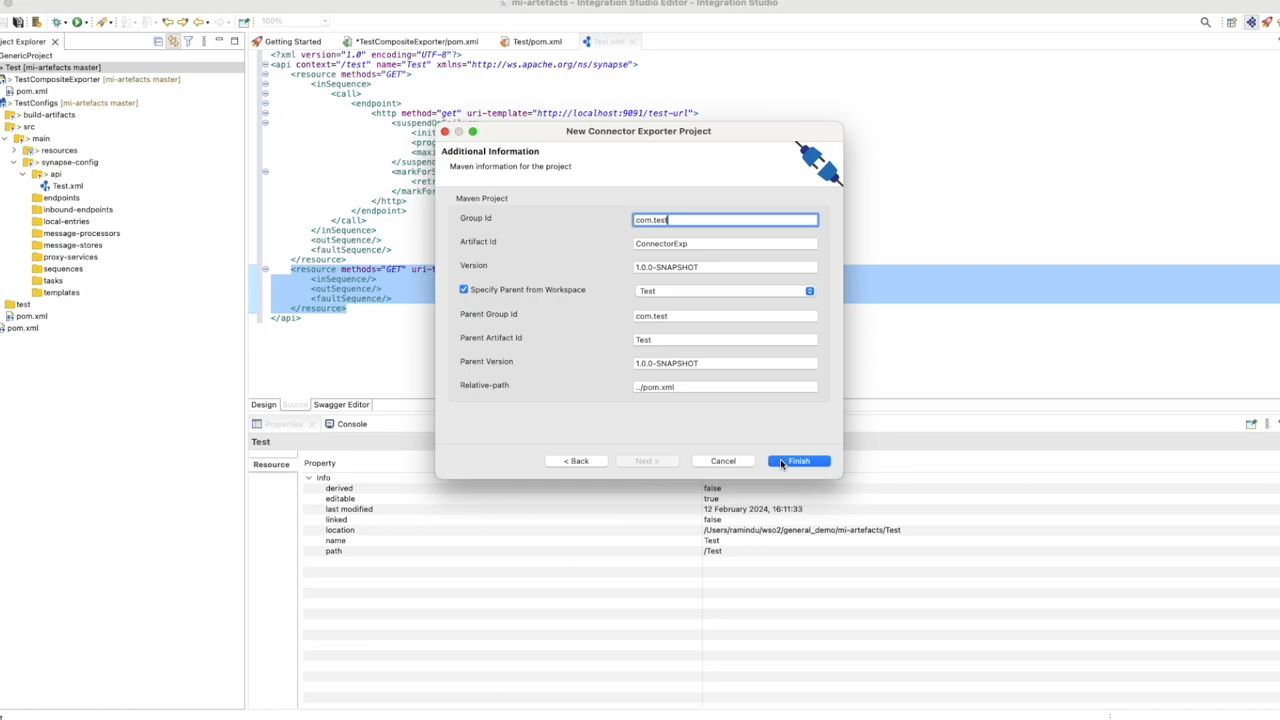 mi-artefacts - Integration Studio Editor - Integration Studio
100%
ject Explorer
Getting Started
*TestCompositeExporter/pom.xml
Test/pom.xml
Test.xml
GenericProject
Test [mi-artefacts master]
> TestCompositeExporter [mi-artefacts master]
pom.xml
TestConfigs [mi-artefacts master]
> build-artifacts
> src
> main
> resources
> synapse-config
> api
Test.xml
endpoints
inbound-endpoints
local-entries
message-processors
message-stores
proxy-services
sequences
tasks
templates
test
pom.xml
pom.xml
<?xml version="1.0" encoding="UTF-8"?>
<api context="/test" name="Test" xmlns="http://ws.apache.org/ns/synapse">
<resource methods="GET">
<inSequence>
<call>
<endpoint>
<http method="get" uri-template="http://localhost:9091/test-url">
</http>
</endpoint>
</call>
</inSequence>
<outSequence/>
<faultSequence/>
</resource>
<resource methods="GET"
<inSequence/>
<outSequence/>
<faultSequence/>
</resource>
</api>
New Connector Exporter Project
Additional Information
Maven information for the project
Maven Project
Group Id
com.test
Artifact Id
ConnectorExp
Version
1.0.0-SNAPSHOT
Specify Parent from Workspace
Test
Parent Group Id
com.test
Parent Artifact Id
Test
Parent Version
1.0.0-SNAPSHOT
Relative-path
../pom.xml
< Back
Next >
Cancel
Finish
Design
Source
Swagger Editor
Properties
Console
Test
Resource
Property
Info
derived
false
editable
true
last modified
12 February 2024, 16:11:33
linked
false
location
/Users/ramindu/wso2/general_demo/mi-artefacts/Test
name
Test
path
/Test